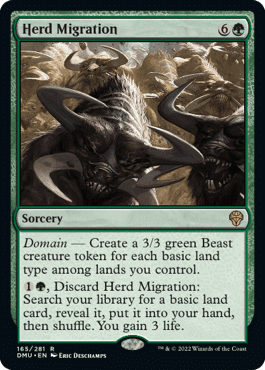 Herd Migration 6
Sorcery
Domain — Create a 3/3 green Beast
creature token for each basic land
type among lands you control.
1 , Discard Herd Migration:
Search your library for a basic land
card, reveal it, put it into your hand,
then shuffle. You gain 3 life.
165/281 R
DMU • EN Eric Deschamps
™ & © 2022 Wizards of the Coast